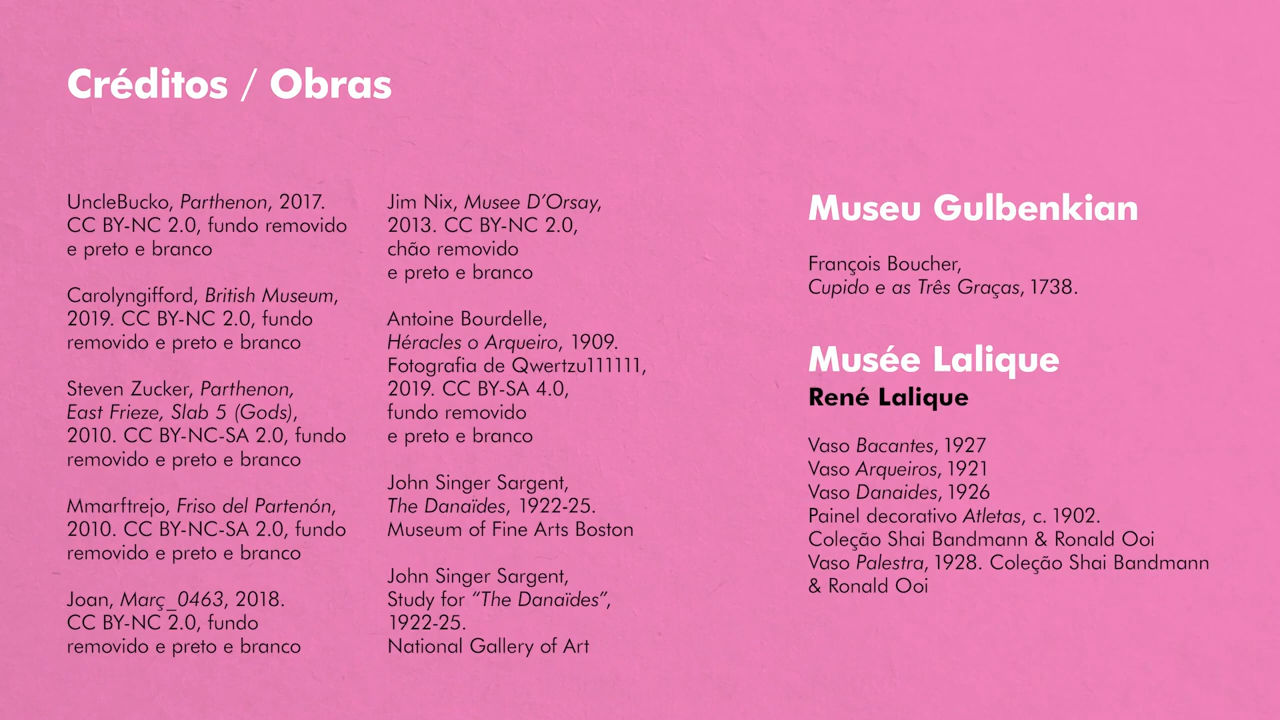 Créditos / Obras
UncleBucko, Parthenon, 2017.
CC BY-NC 2.0, fundo removido
e preto e branco
Carolyngifford, British Museum,
2019. CC BY-NC 2.0, fundo
removido e preto e branco
Steven Zucker, Parthenon,
East Frieze, Slab 5 (Gods),
2010. CC BY-NC-SA 2.0, fundo
removido e preto e branco
Mmarftrejo, Friso del Partenón,
2010. CC BY-NC-SA 2.0, fundo
removido e preto e branco
Joan, Març_0463, 2018.
CC BY-NC 2.0, fundo
removido e preto e branco
Jim Nix, Musee D’Orsay,
2013. CC BY-NC 2.0,
chão removido
e preto e branco
Antoine Bourdelle,
Héracles o Arqueiro, 1909.
Fotografia de Qwertzu111111,
2019. CC BY-SA 4.0,
fundo removido
e preto e branco
John Singer Sargent,
The Danaïdes, 1922-25.
Museum of Fine Arts Boston
John Singer Sargent,
Study for “The Danaïdes”,
1922-25.
National Gallery of Art
Museu Gulbenkian
François Boucher,
Cupido e as Três Graças, 1738.
Musée Lalique
René Lalique
Vaso Bacantes, 1927
Vaso Arqueiros, 1921
Vaso Danaides, 1926
Painel decorativo Atletas, c. 1902.
Coleção Shai Bandmann & Ronald Ooi
Vaso Palestra, 1928. Coleção Shai Bandmann
& Ronald Ooi